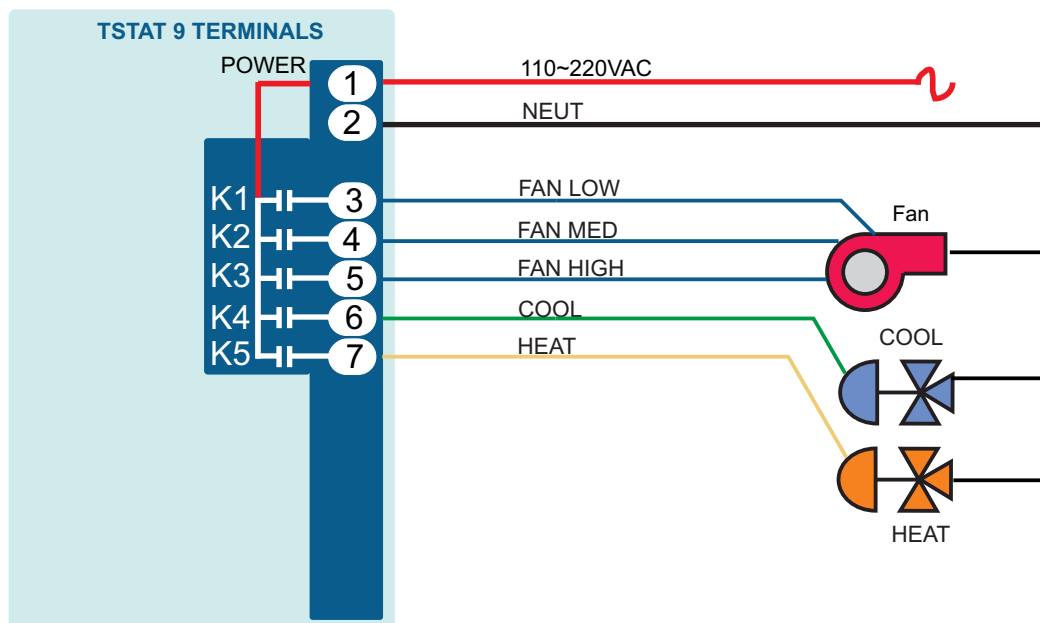 TSTAT 9 TERMINALS
POWER
1
110~220VAC
2
NEUT
K1
3
FAN LOW
Fan
K2
4
FAN MED
K3
5
FAN HIGH
K4
6
COOL
COOL
K5
7
HEAT
HEAT